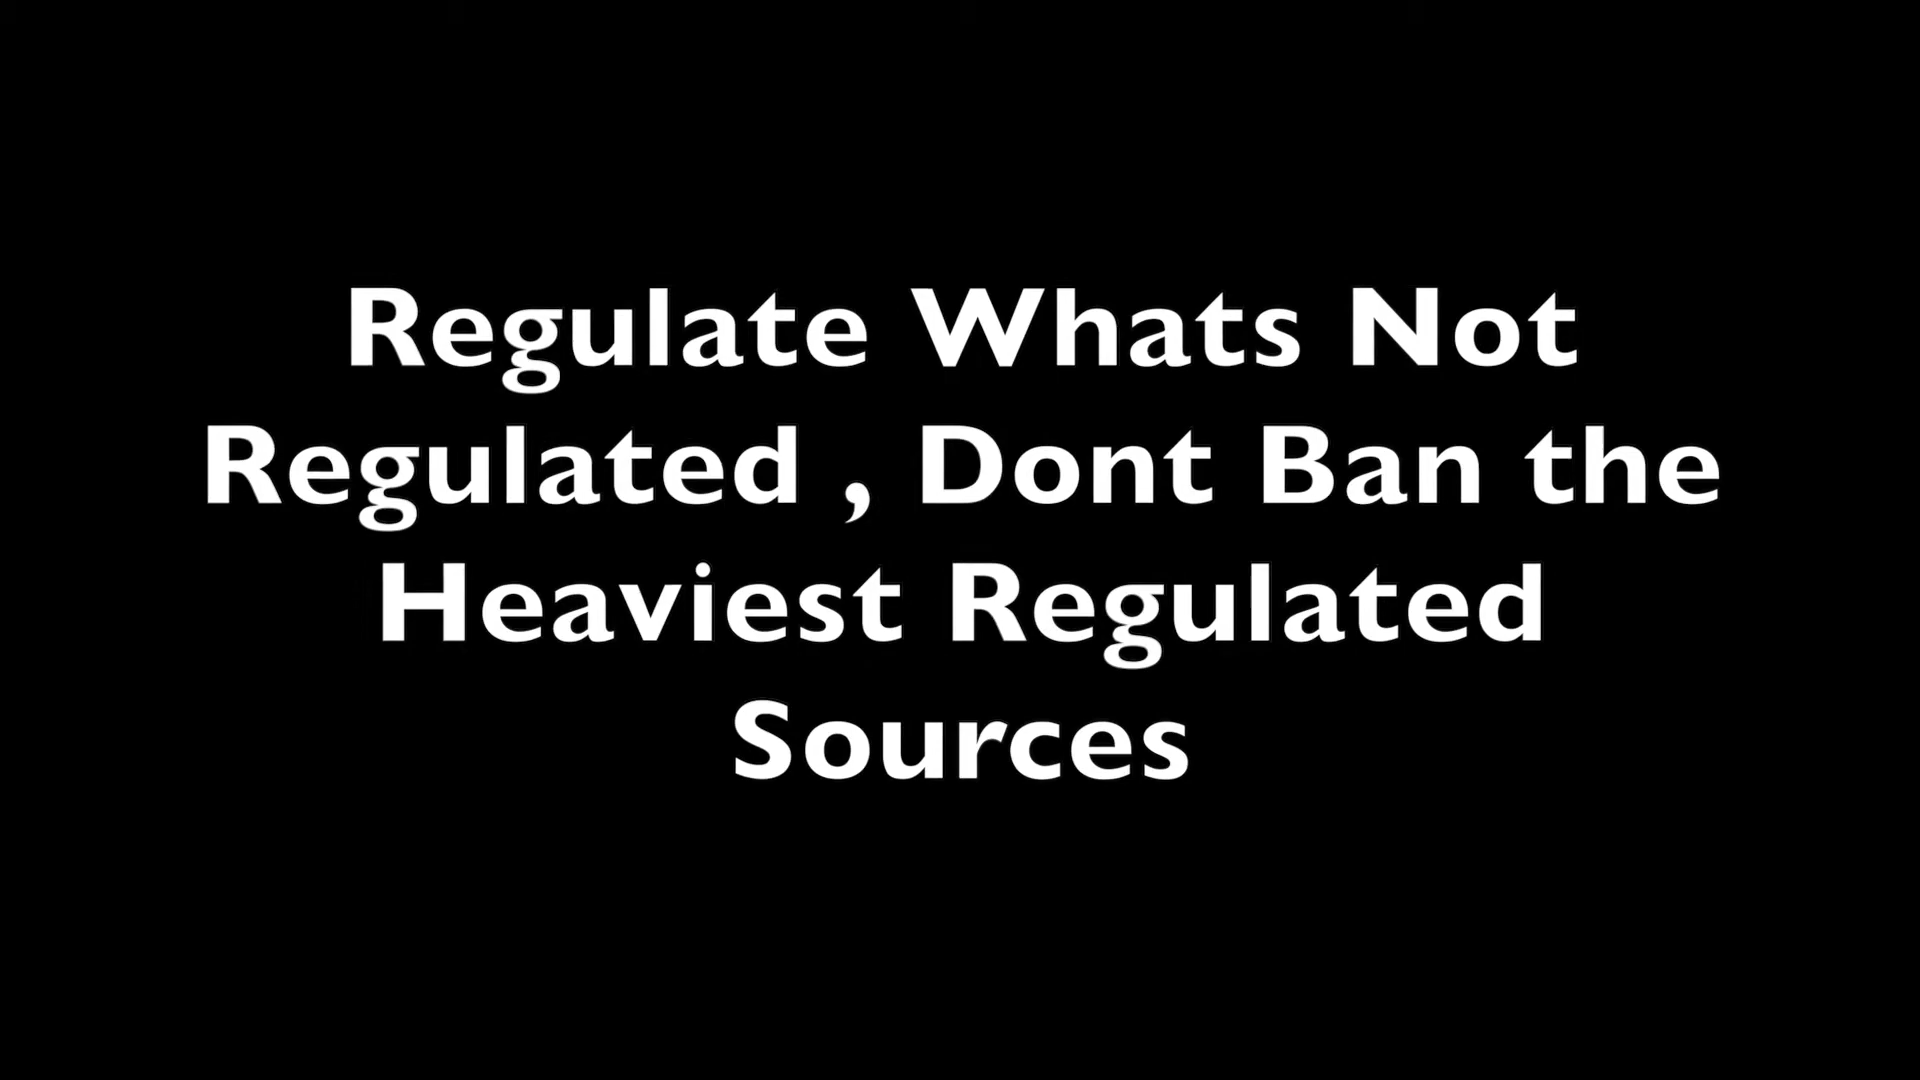 Regulate Whats Not
Regulated , Dont Ban the
Heaviest Regulated
Sources